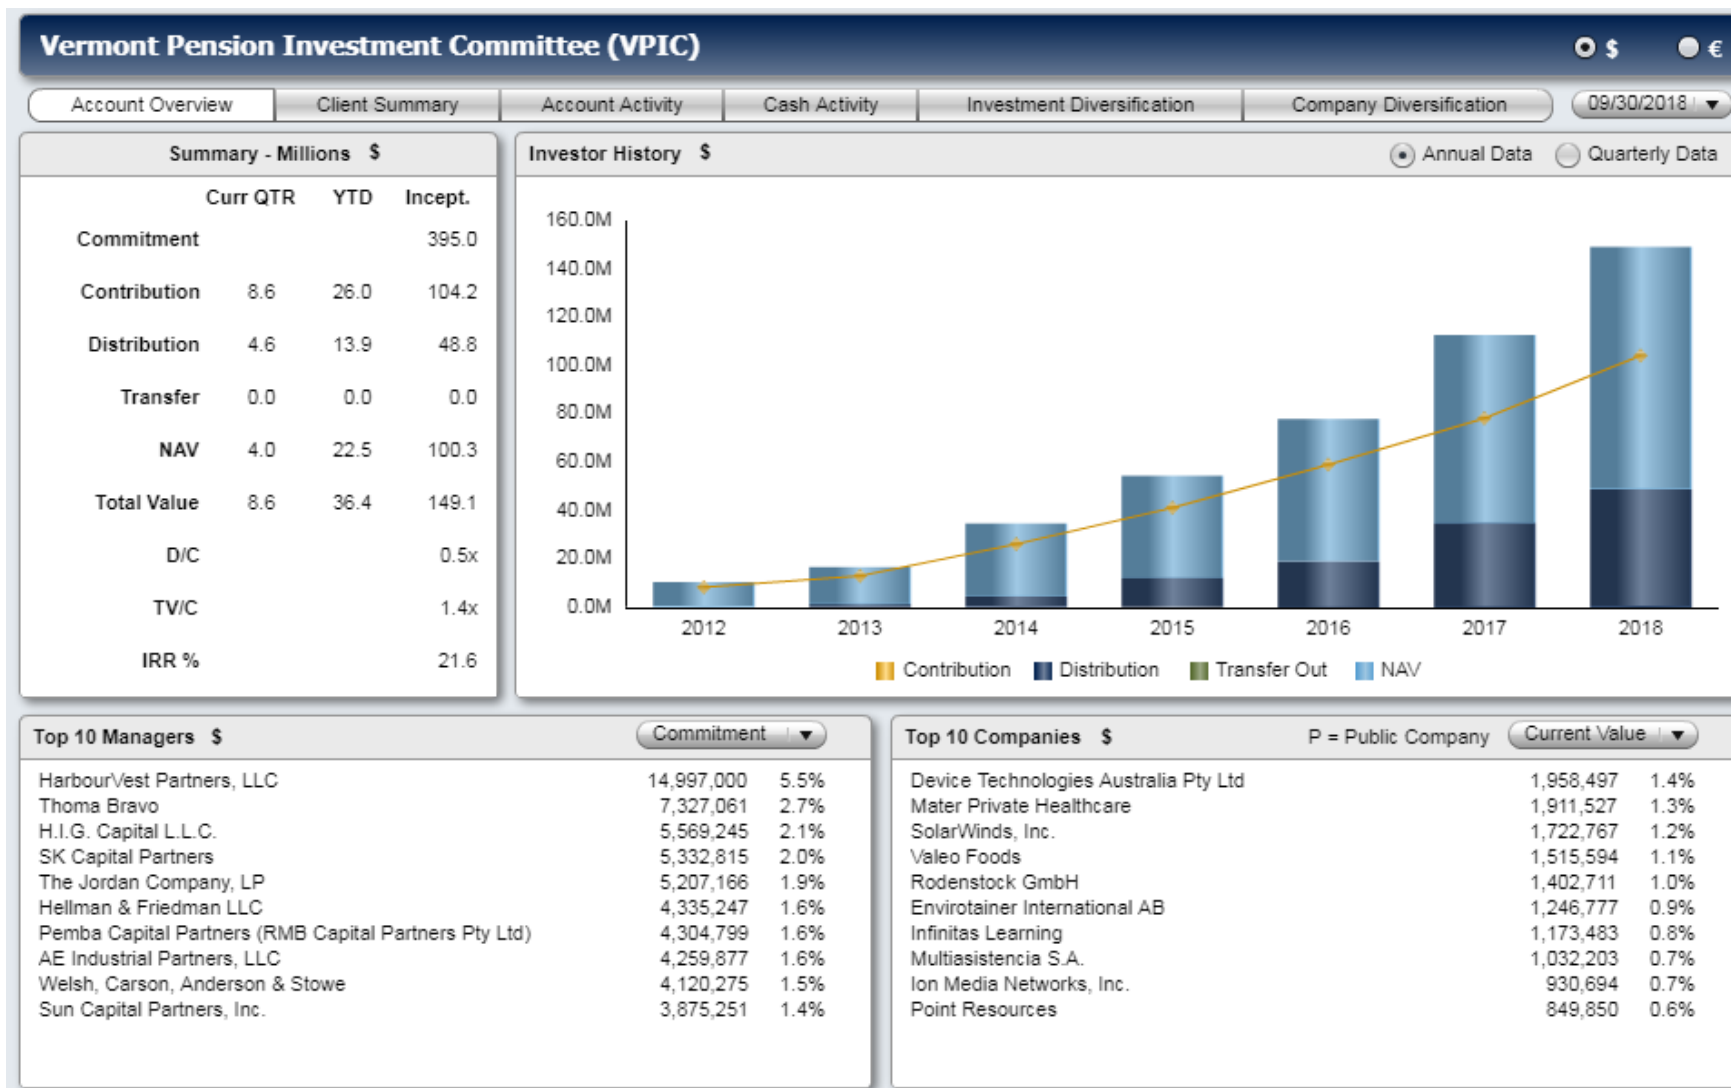 Vermont Pension Investment Committee (VPIC) $ €
Account Overview Client Summary Account Activity Cash Activity Investment Diversification Company Diversification 09/30/2018
Summary - Millions $
Curr QTR YTD Incept.
Commitment 395.0
Contribution 8.6 26.0 104.2
Distribution 4.6 13.9 48.8
Transfer 0.0 0.0 0.0
NAV 4.0 22.5 100.3
Total Value 8.6 36.4 149.1
D/C 0.5x
TV/C 1.4x
IRR % 21.6
Investor History $ Annual Data Quarterly Data
160.0M
140.0M
120.0M
100.0M
80.0M
60.0M
40.0M
20.0M
0.0M
2012 2013 2014 2015 2016 2017 2018
Contribution Distribution Transfer Out NAV
Top 10 Managers $ Commitment
HarbourVest Partners, LLC 14,997,000 5.5%
Thoma Bravo 7,327,061 2.7%
H.I.G. Capital L.L.C. 5,569,245 2.1%
SK Capital Partners 5,332,815 2.0%
The Jordan Company, LP 5,207,166 1.9%
Hellman & Friedman LLC 4,335,247 1.6%
Pemba Capital Partners (RMB Capital Partners Pty Ltd) 4,304,799 1.6%
AE Industrial Partners, LLC 4,259,877 1.6%
Welsh, Carson, Anderson & Stowe 4,120,275 1.5%
Sun Capital Partners, Inc. 3,875,251 1.4%
Top 10 Companies $ P = Public Company Current Value
Device Technologies Australia Pty Ltd 1,958,497 1.4%
Mater Private Healthcare 1,911,527 1.3%
SolarWinds, Inc. 1,722,767 1.2%
Valeo Foods 1,515,594 1.1%
Rodenstock GmbH 1,402,711 1.0%
Envirotainer International AB 1,246,777 0.9%
Infinitas Learning 1,173,483 0.8%
Multiasistencia S.A. 1,032,203 0.7%
Ion Media Networks, Inc. 930,694 0.7%
Point Resources 849,850 0.6%